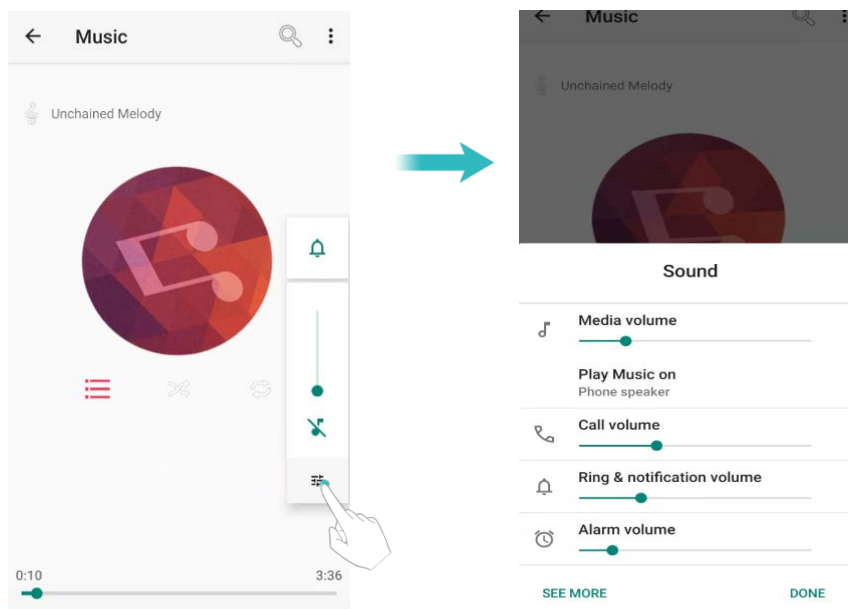 Music
Unchained Melody
0:10
3:36
Music
Unchained Melody
Sound
Media volume
Play Music on
Phone speaker
Call volume
Ring & notification volume
Alarm volume
SEE MORE
DONE